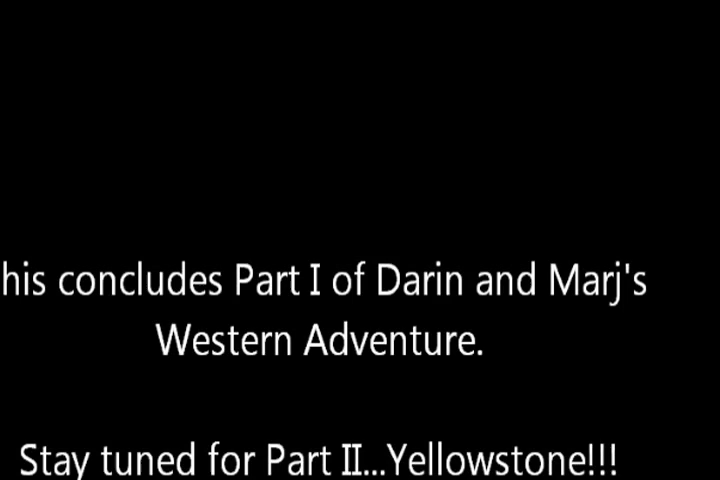 his concludes Part I of Darin and Marj's
Western Adventure.
Stay tuned for Part II...Yellowstone!!!